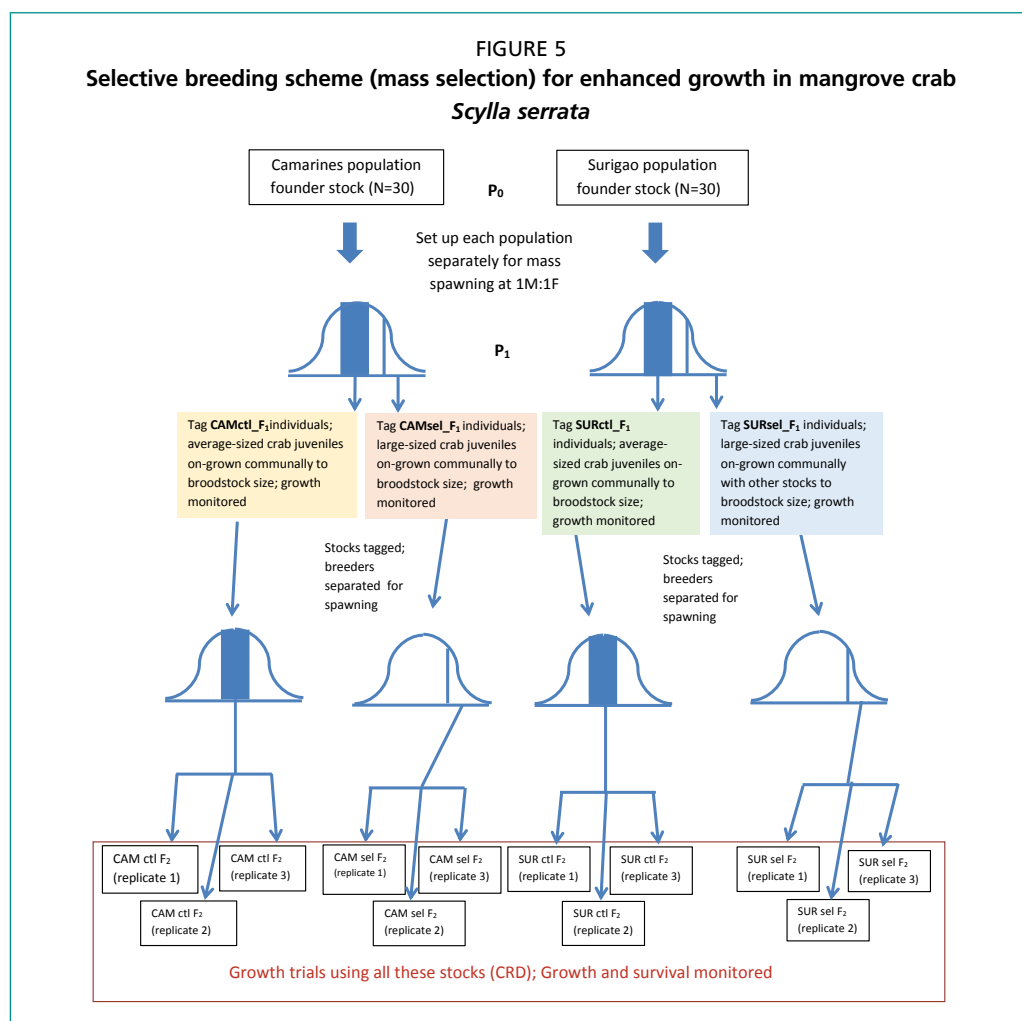 FIGURE 5
Selective breeding scheme (mass selection) for enhanced growth in mangrove crab
Scylla serrata
Camarines population
founder stock (N=30)
P₀
Surigao population
founder stock (N=30)
Set up each population
separately for mass
spawning at 1M:1F
P₁
Tag CAMctl_F₁individuals;
average-sized crab juveniles
on-grown communally to
broodstock size; growth
monitored
Tag CAMsel_F₁ individuals;
large-sized crab juveniles
on-grown communally to
broodstock size; growth
monitored
Tag SURctl_F₁
individuals; average-
sized crab juveniles on-
grown communally to
broodstock size;
growth monitored
Tag SURsel_F₁ individuals;
large-sized crab juveniles
on-grown communally
with other stocks to
broodstock size; growth
monitored
Stocks tagged;
breeders
separated for
spawning
Stocks tagged;
breeders
separated for
spawning
CAM ctl F₂
(replicate 1)
CAM ctl F₂
(replicate 3)
CAM ctl F₂
(replicate 2)
CAM sel F₂
(replicate 1)
CAM sel F₂
(replicate 3)
CAM sel F₂
(replicate 2)
SUR ctl F₂
(replicate 1)
SUR ctl F₂
(replicate 3)
SUR ctl F₂
(replicate 2)
SUR sel F₂
(replicate 1)
SUR sel F₂
(replicate 3)
SUR sel F₂
(replicate 2)
Growth trials using all these stocks (CRD); Growth and survival monitored